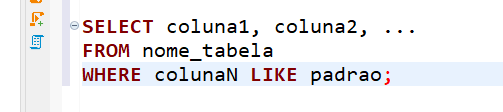 SELECT coluna1, coluna2, ...
FROM nome_tabela
WHERE colunaN LIKE padrao;